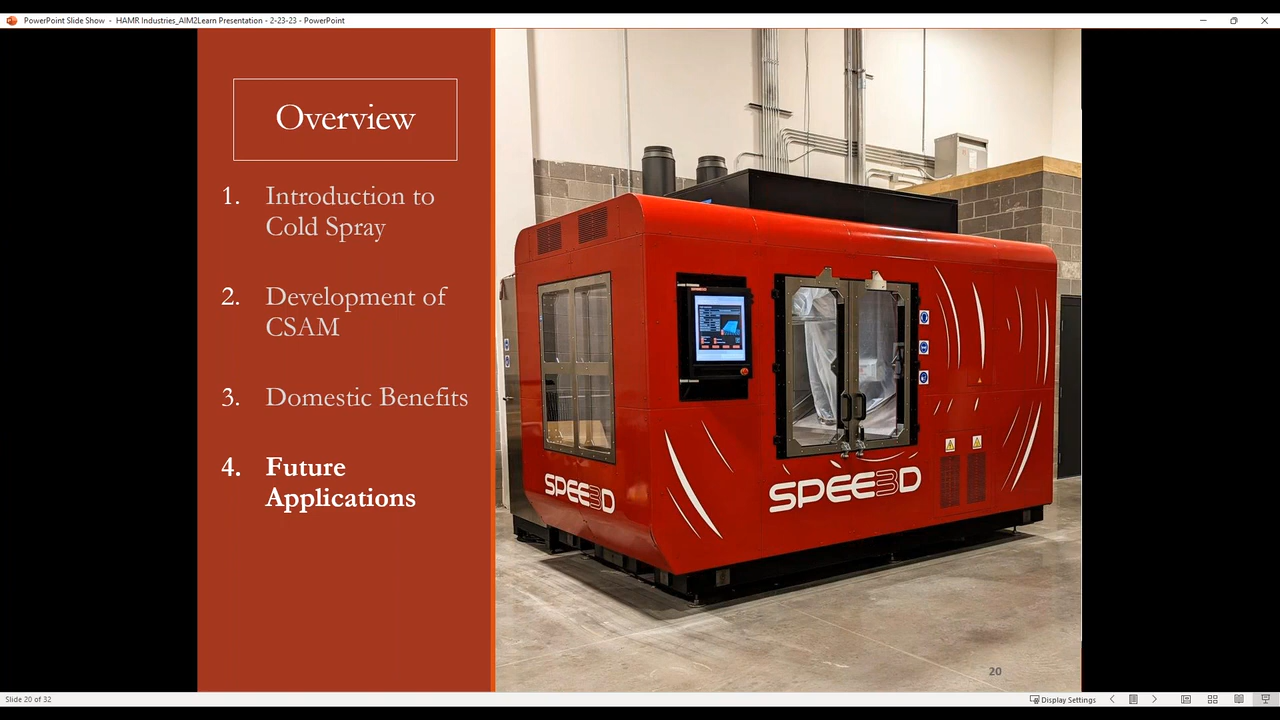 PowerPoint Slide Show - HAMR Industries_AIM2Learn Presentation - 2-23-23 - PowerPoint
Overview
1. Introduction to
Cold Spray
2. Development of
CSAM
3. Domestic Benefits
4. Future
Applications
SPEE3D
SPEE3D
20
Slide 20 of 32
Display Settings